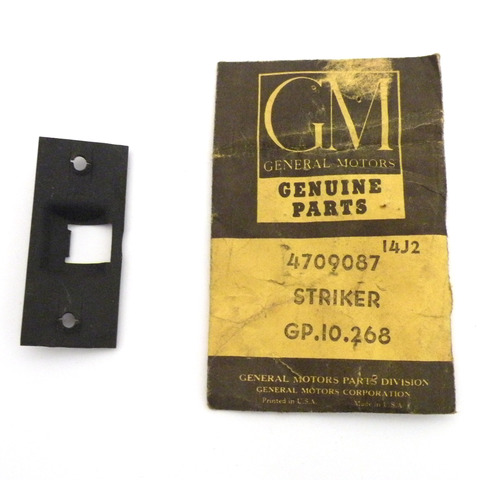 GM
GENERAL MOTORS
GENUINE
PARTS
14J2
4709087
STRIKER
GP.10.268
GENERAL MOTORS PARTS DIVISION
GENERAL MOTORS CORPORATION
Printed in U.S.A. Made in U.S.A.